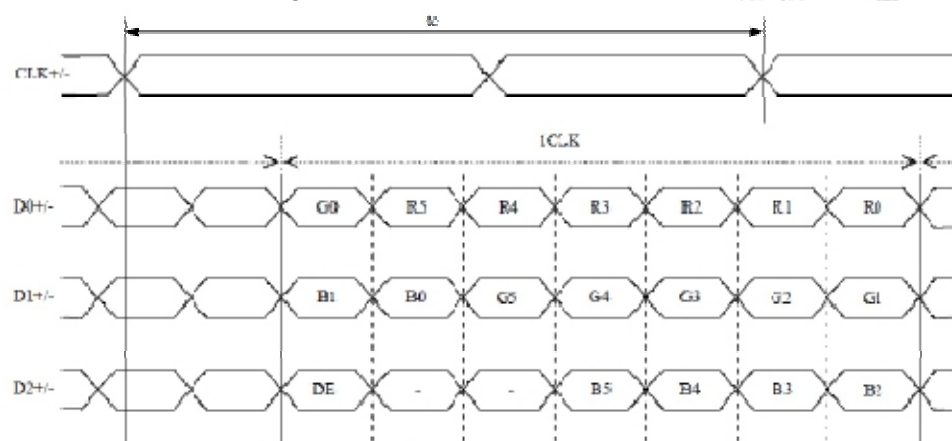 CLK+/-
1CLK
D0+/- G0 R5 R4 R3 R2 R1 R0
D1+/- B1 B0 G5 G4 G3 G2 G1
D2+/- DE - - B5 B4 B3 B2